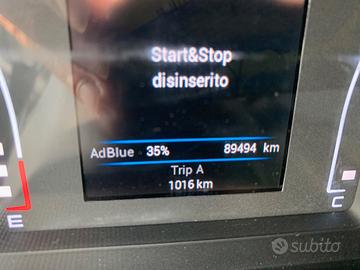 Start&Stop
disinserito
AdBlue 35% 89494 km
Trip A
1016 km
E
C
subito